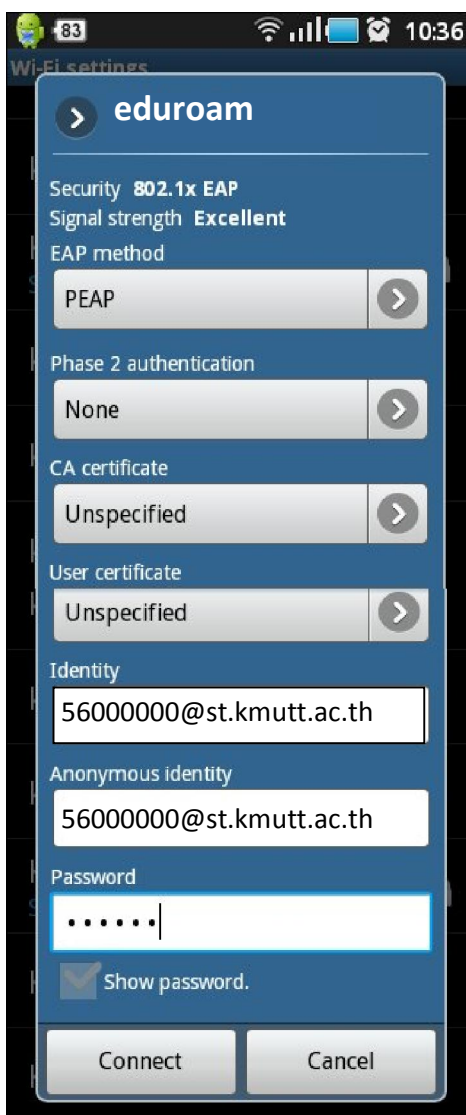 83 10:36
Wi-Fi settings
eduroam
Security 802.1x EAP
Signal strength Excellent
EAP method
PEAP
Phase 2 authentication
None
CA certificate
Unspecified
User certificate
Unspecified
Identity
56000000@st.kmutt.ac.th
Anonymous identity
56000000@st.kmutt.ac.th
Password
••••••
Show password.
Connect Cancel